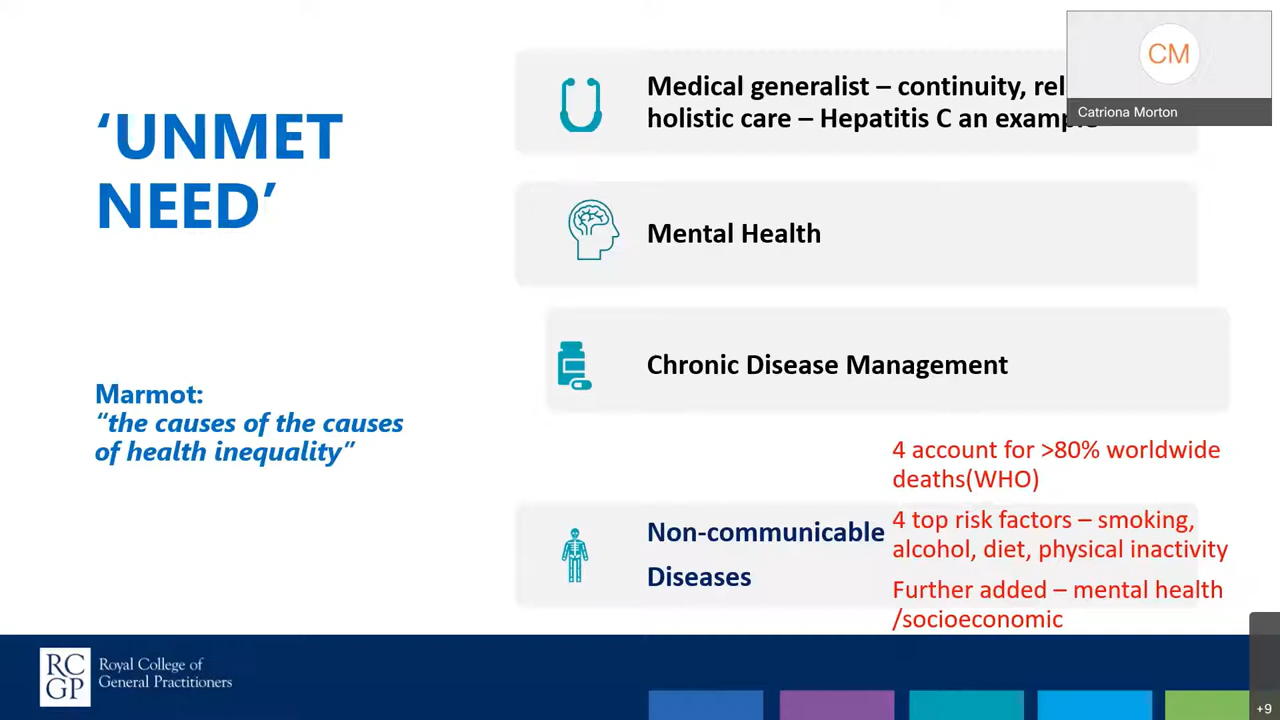 ‘UNMET
NEED’
Marmot:
“the causes of the causes
of health inequality”
Medical generalist – continuity,
holistic care – Hepatitis C an example
Mental Health
Chronic Disease Management
Non-communicable
Diseases
4 account for >80% worldwide
deaths(WHO)
4 top risk factors – smoking,
alcohol, diet, physical inactivity
Further added – mental health
/socioeconomic
CM
Catriona Morton
RC
GP
Royal College of
General Practitioners
+9